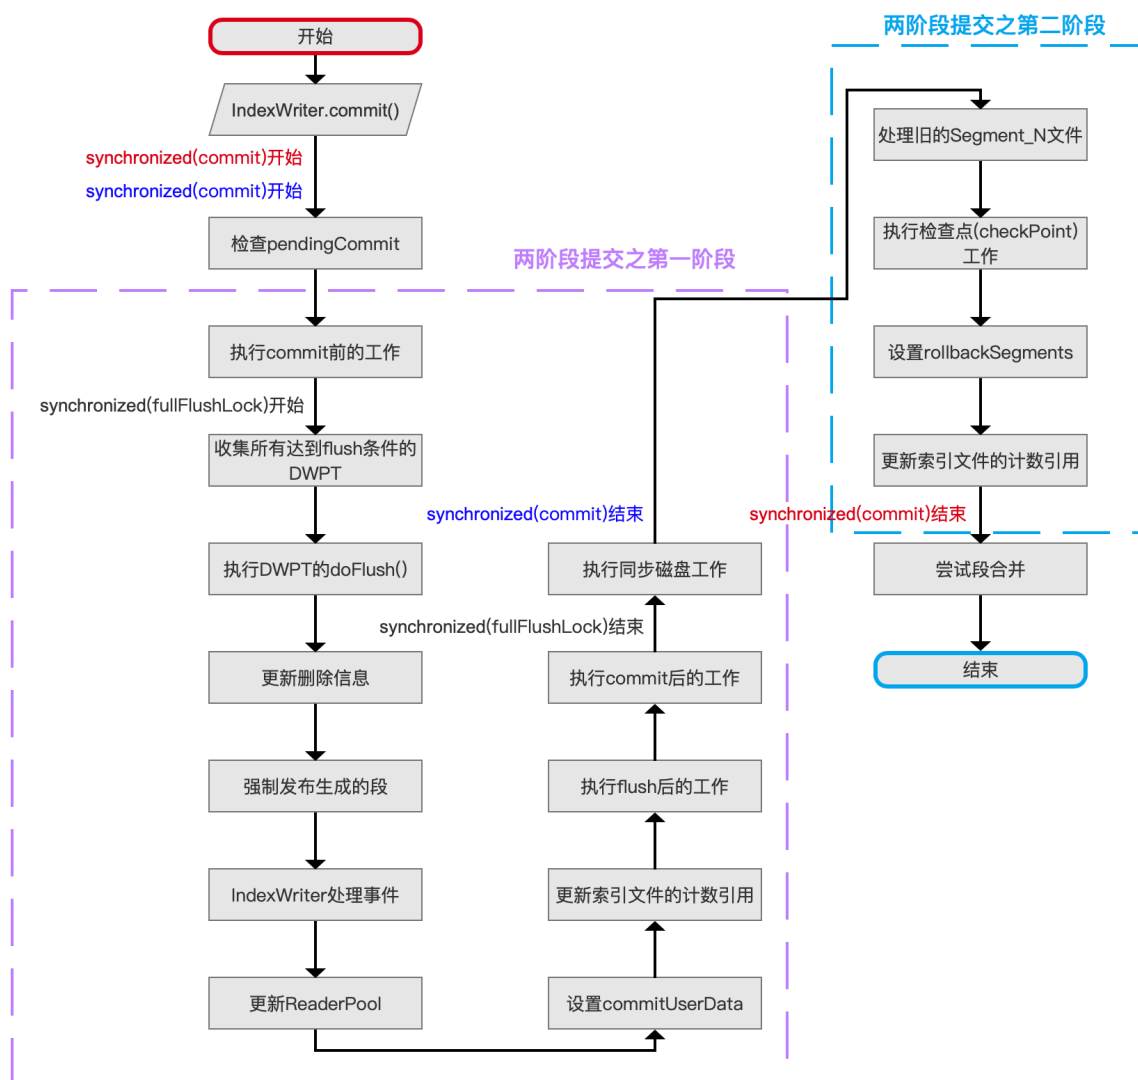 开始
IndexWriter.commit()
synchronized(commit)开始
synchronized(commit)开始
检查pendingCommit
两阶段提交之第一阶段
执行commit前的工作
synchronized(fullFlushLock)开始
收集所有达到flush条件的
DWPT
执行DWPT的doFlush()
更新删除信息
强制发布生成的段
IndexWriter处理事件
更新ReaderPool
设置commitUserData
更新索引文件的计数引用
执行flush后的工作
执行commit后的工作
synchronized(fullFlushLock)结束
执行同步磁盘工作
synchronized(commit)结束
两阶段提交之第二阶段
处理旧的Segment_N文件
执行检查点(checkPoint)
工作
设置rollbackSegments
更新索引文件的计数引用
synchronized(commit)结束
尝试段合并
结束